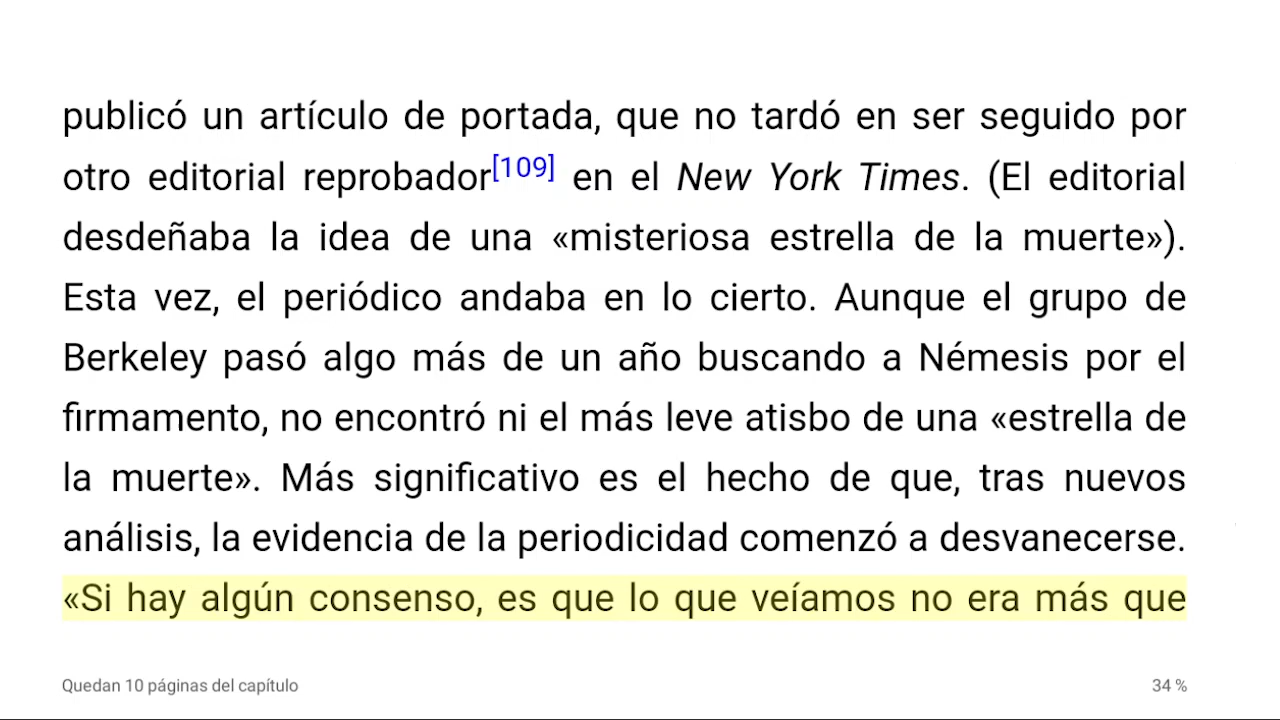 publicó un artículo de portada, que no tardó en ser seguido por
otro editorial reprobador[109] en el New York Times. (El editorial
desdeñaba la idea de una «misteriosa estrella de la muerte»).
Esta vez, el periódico andaba en lo cierto. Aunque el grupo de
Berkeley pasó algo más de un año buscando a Némesis por el
firmamento, no encontró ni el más leve atisbo de una «estrella de
la muerte». Más significativo es el hecho de que, tras nuevos
análisis, la evidencia de la periodicidad comenzó a desvanecerse.
«Si hay algún consenso, es que lo que veíamos no era más que
Quedan 10 páginas del capítulo
34 %